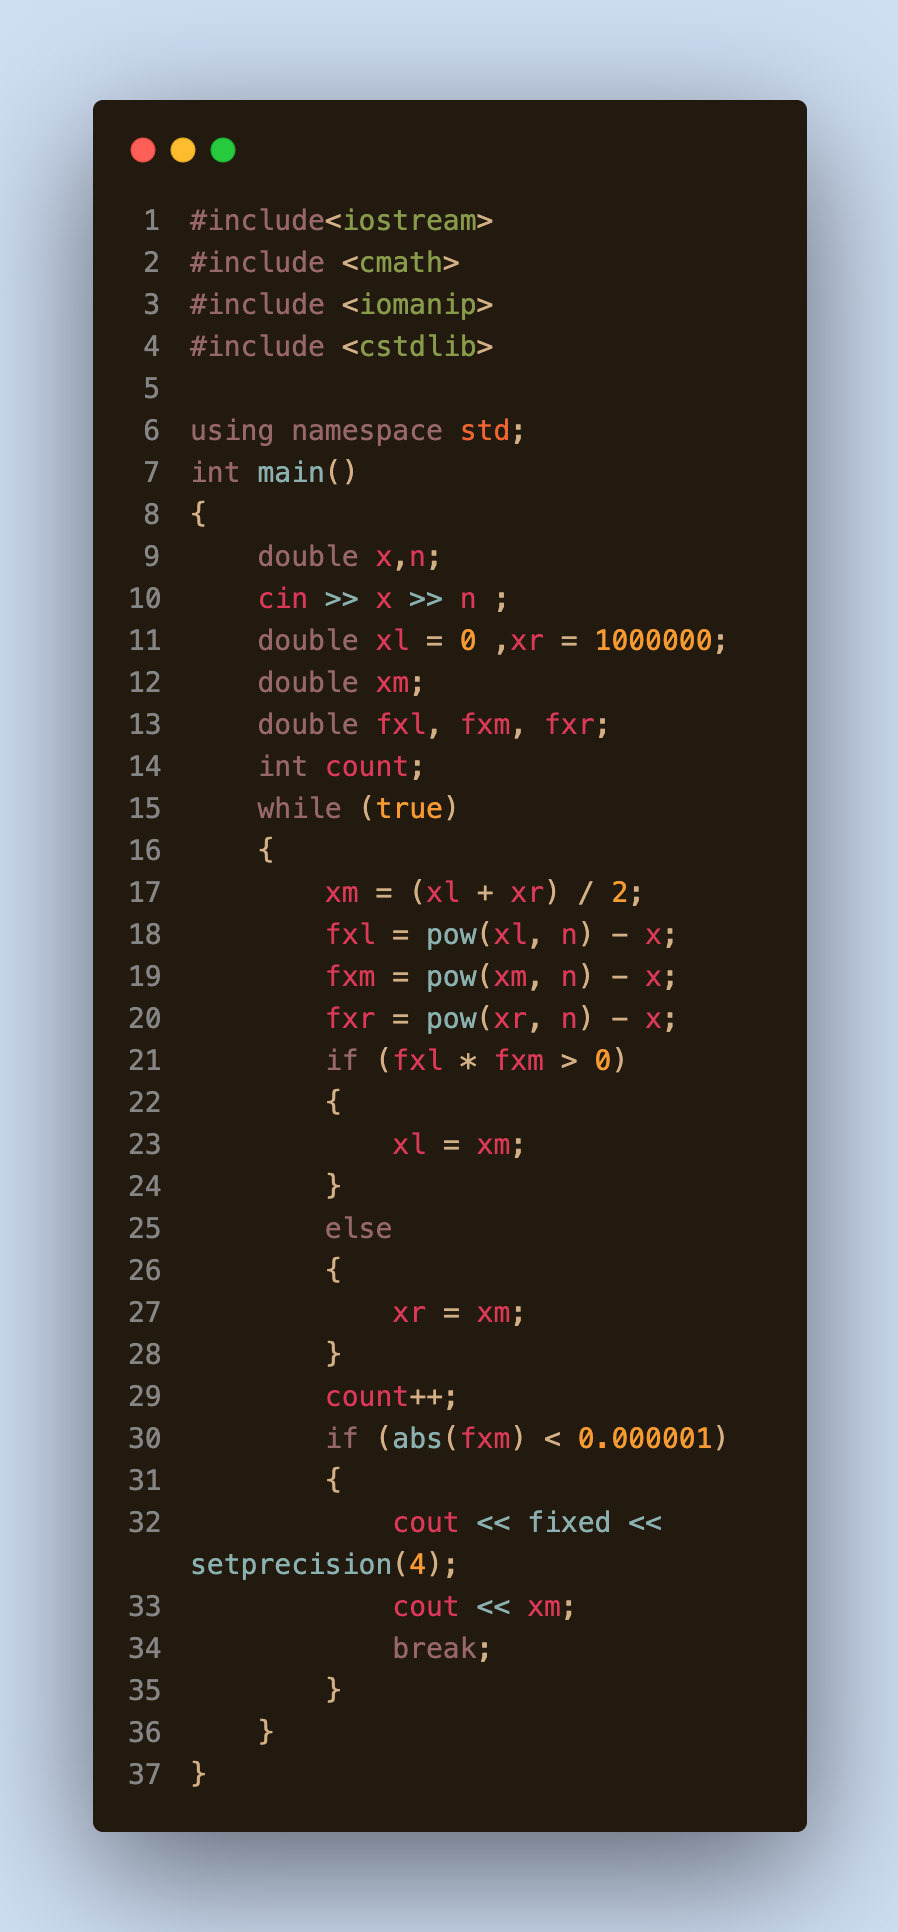 1 #include<iostream>
2 #include <cmath>
3 #include <iomanip>
4 #include <cstdlib>
5
6 using namespace std;
7 int main()
8 {
9     double x,n;
10     cin >> x >> n ;
11     double xl = 0 ,xr = 1000000;
12     double xm;
13     double fxl, fxm, fxr;
14     int count;
15     while (true)
16     {
17         xm = (xl + xr) / 2;
18         fxl = pow(xl, n) - x;
19         fxm = pow(xm, n) - x;
20         fxr = pow(xr, n) - x;
21         if (fxl * fxm > 0)
22         {
23             xl = xm;
24         }
25         else
26         {
27             xr = xm;
28         }
29         count++;
30         if (abs(fxm) < 0.000001)
31         {
32             cout << fixed <<
setprecision(4);
33             cout << xm;
34             break;
35         }
36     }
37 }